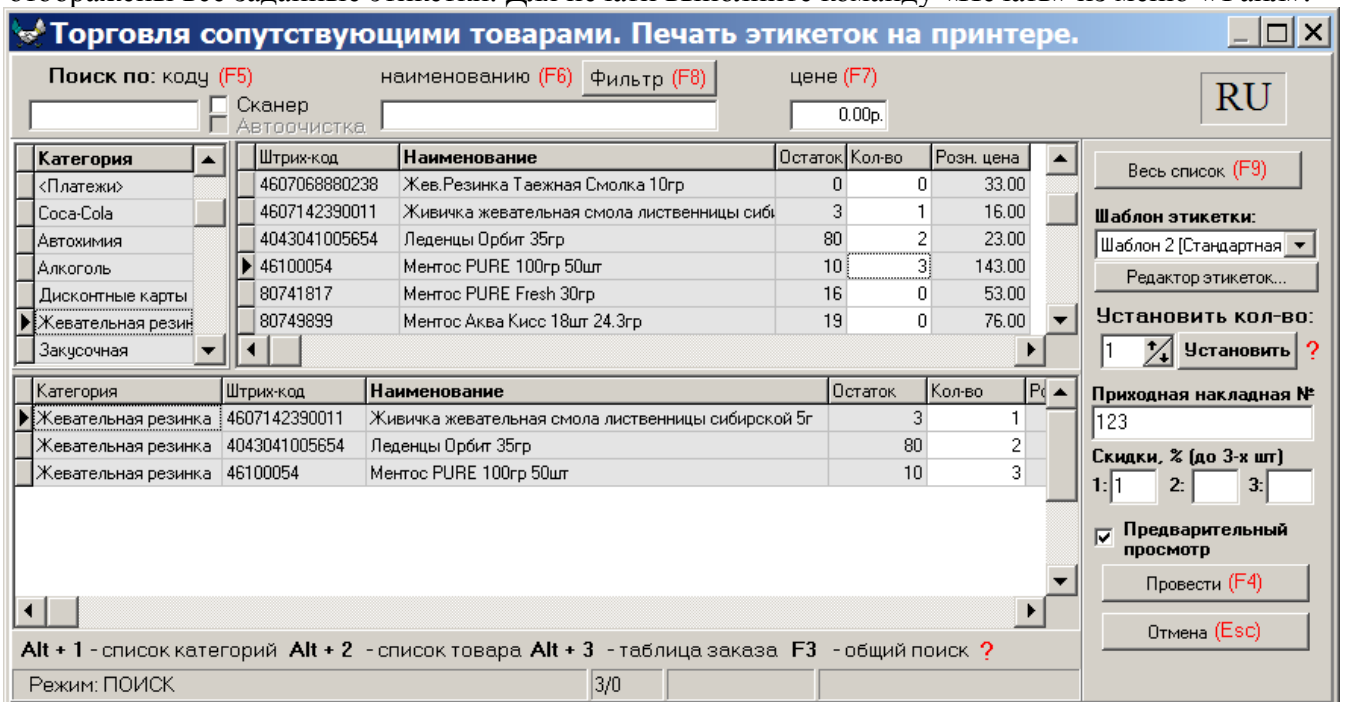 Торговля сопутствующими товарами. Печать этикеток на принтере.
Поиск по: коду (F5) наименованию (F6) Фильтр (F8) цене (F7)
Сканер
Автоочистка
0.00р.
RU
Категория
<Платежи>
Coca-Cola
Автохимия
Алкоголь
Дисконтные карты
Жевательная резин
Закусочная
Штрих-код Наименование Остаток Кол-во Розн. цена
4607068880238 Жев.Резинка Таежная Смолка 10гр 0 0 33.00
4607142390011 Живичка жевательная смола лиственницы сиби 3 1 16.00
4043041005654 Леденцы Орбит 35гр 80 2 23.00
46100054 Ментос PURE 100гр 50шт 10 3 143.00
80741817 Ментос PURE Fresh 30гр 16 0 53.00
80749899 Ментос Аква Кисс 18шт 24.3гр 19 0 76.00
Весь список (F9)
Шаблон этикетки:
Шаблон 2 [Стандартная
Редактор этикеток...
Установить кол-во:
1 Установить ?
Категория Штрих-код Наименование Остаток Кол-во
Жевательная резинка 4607142390011 Живичка жевательная смола лиственницы сибирской 5г 3 1
Жевательная резинка 4043041005654 Леденцы Орбит 35гр 80 2
Жевательная резинка 46100054 Ментос PURE 100гр 50шт 10 3
Приходная накладная №
123
Скидки, % (до 3-х шт)
1: 1 2: 3:
Предварительный
просмотр
Провести (F4)
Отмена (Esc)
Alt + 1 - список категорий Alt + 2 - список товара Alt + 3 - таблица заказа F3 - общий поиск ?
Режим: ПОИСК 3/0